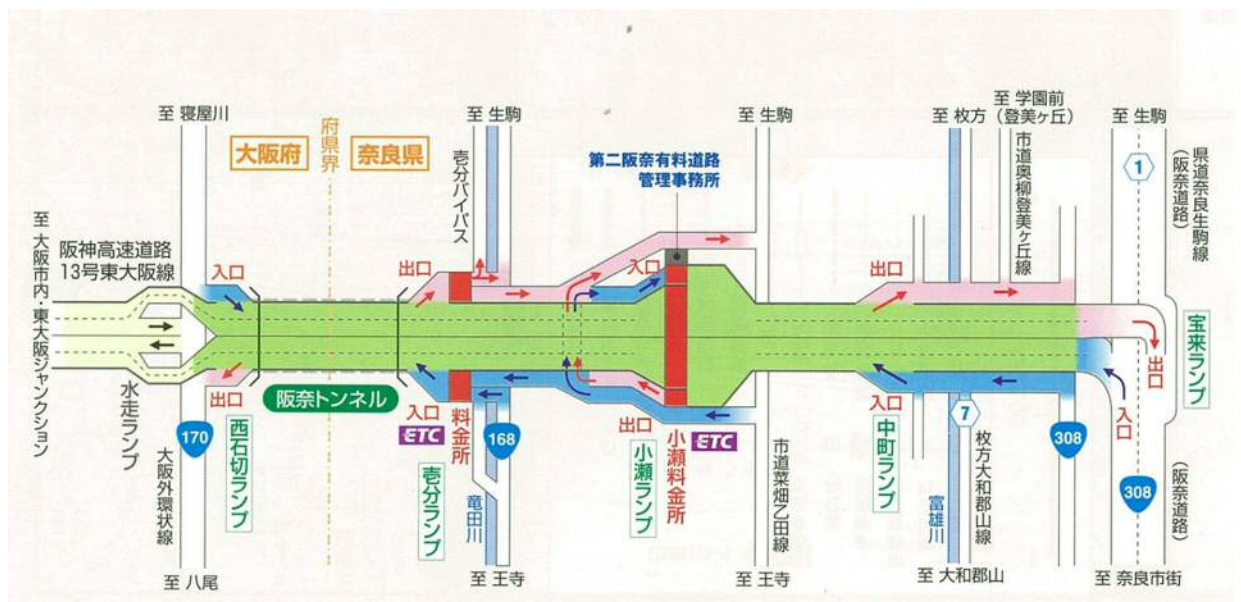 至 寝屋川
大阪府
府県界
奈良県
至 生駒
壱分バイパス
第二阪奈有料道路
管理事務所
至 生駒
至 枚方
至 学園前
(登美ヶ丘)
市道奥柳登美ヶ丘線
至 生駒
1
(阪奈道路)
県道奈良生駒線
至 大阪市内・東大阪ジャンクション
阪神高速道路
13号東大阪線
入口
出口
入口
出口
出口
宝来ランプ
水走ランプ
170
大阪外環状線
出口
西石切ランプ
阪奈トンネル
入口
ETC
料金所
壱分ランプ
168
竜田川
出口
小瀬ランプ
小瀬料金所
ETC
市道菜畑乙田線
入口
中町ランプ
7
富雄川
枚方大和郡山線
308
入口
308
(阪奈道路)
至 八尾
至 王寺
至 王寺
至 大和郡山
至 奈良市街